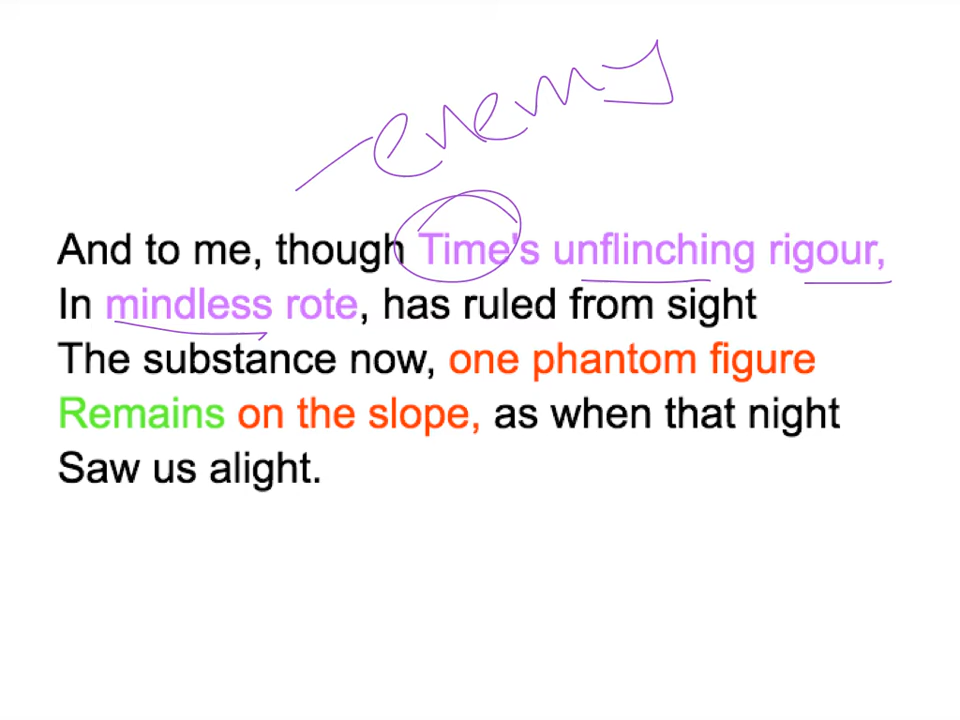 enemy
And to me, though Time's unflinching rigour,
In mindless rote, has ruled from sight
The substance now, one phantom figure
Remains on the slope, as when that night
Saw us alight.